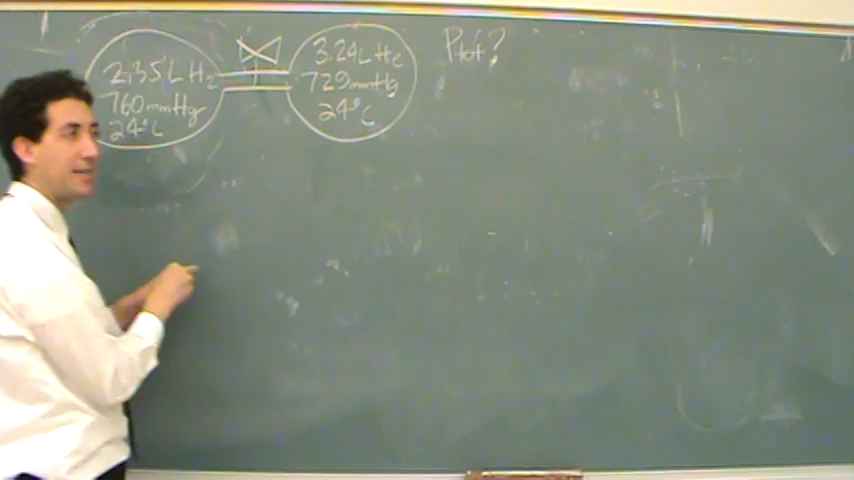 2.35 L H₂
760 mmHg
24°C
3.24 L He
729 mmHg
24°C
Ptot?